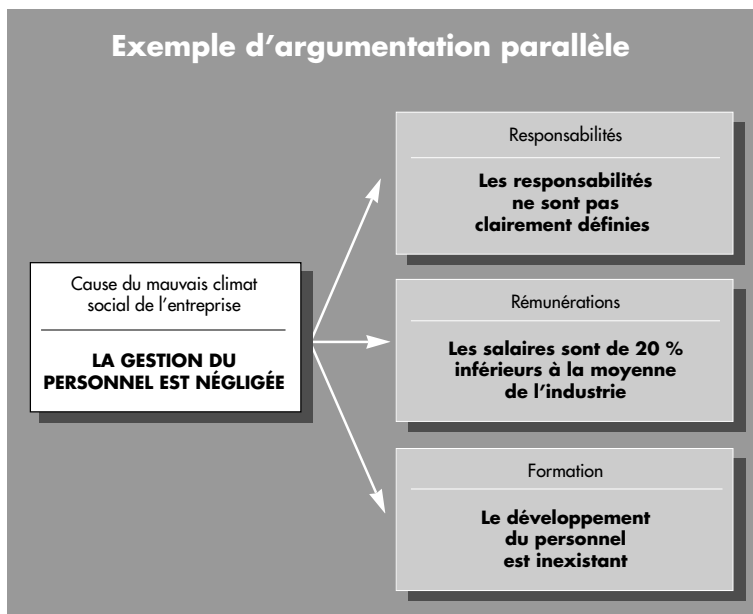 Exemple d’argumentation parallèle
Cause du mauvais climat
social de l’entreprise
LA GESTION DU
PERSONNEL EST NÉGLIGÉE
Responsabilités
Les responsabilités
ne sont pas
clairement définies
Rémunérations
Les salaires sont de 20 %
inférieurs à la moyenne
de l’industrie
Formation
Le développement
du personnel
est inexistant